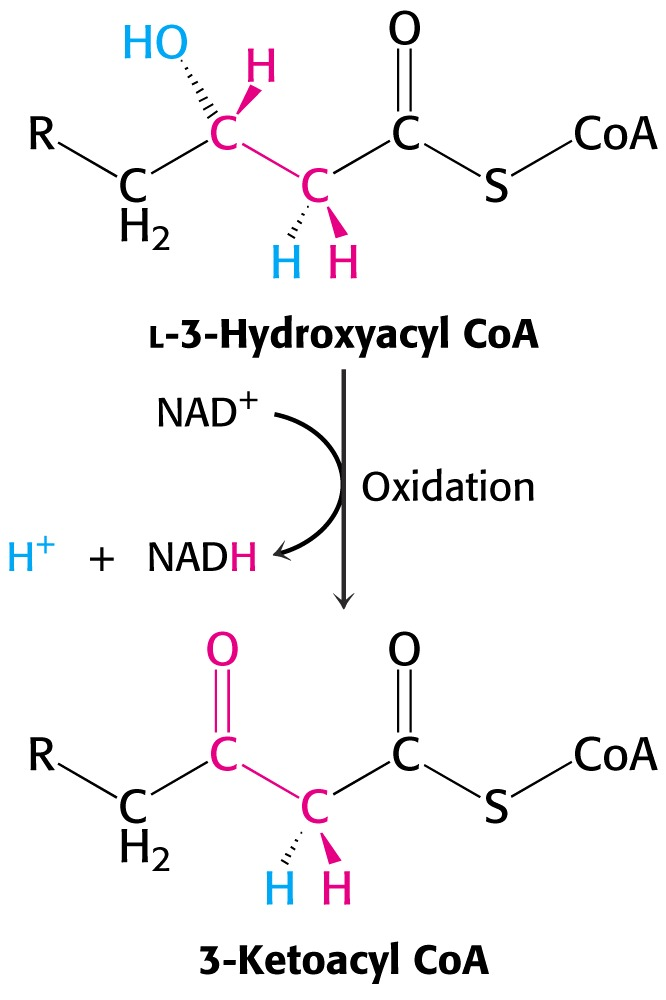 HO H O
R C C CoA
C C S
H₂ H H
L-3-Hydroxyacyl CoA
NAD⁺
Oxidation
H⁺ + NADH
O O
R C C CoA
C C S
H₂ H H
3-Ketoacyl CoA